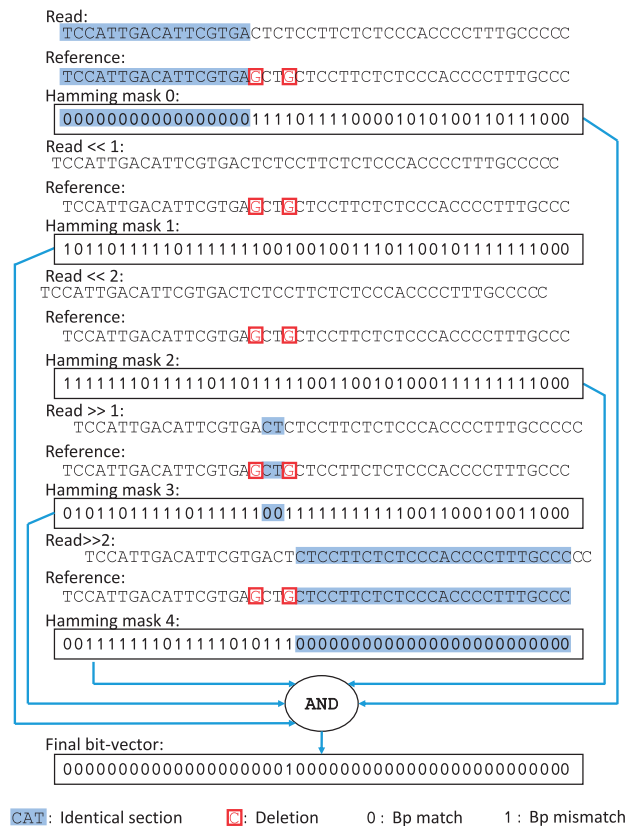 Read:
TCCATTGACATTCGTGACTCTCCTTCTCTCCCACCCCTTTGCCCCC
Reference:
TCCATTGACATTCGTGAGCTGCTCCTTCTCTCCCACCCCTTTGCCC
Hamming mask 0:
0000000000000000011110111100001010100110111000
Read << 1:
TCCATTGACATTCGTGACTCTCCTTCTCTCCCACCCCTTTGCCCCC
Reference:
TCCATTGACATTCGTGAGCTGCTCCTTCTCTCCCACCCCTTTGCCC
Hamming mask 1:
1011011111011111110010010011101100101111111000
Read << 2:
TCCATTGACATTCGTGACTCTCCTTCTCTCCCACCCCTTTGCCCCC
Reference:
TCCATTGACATTCGTGAGCTGCTCCTTCTCTCCCACCCCTTTGCCC
Hamming mask 2:
1111111011111011011111001100101000111111111000
Read >> 1:
TCCATTGACATTCGTGACTCTCCTTCTCTCCCACCCCTTTGCCCCC
Reference:
TCCATTGACATTCGTGAGCTGCTCCTTCTCTCCCACCCCTTTGCCC
Hamming mask 3:
0101101111101111110011111111111001100010011000
Read>>2:
TCCATTGACATTCGTGACTCTCCTTCTCTCCCACCCCTTTGCCCCC
Reference:
TCCATTGACATTCGTGAGCTGCTCCTTCTCTCCCACCCCTTTGCCC
Hamming mask 4:
0011111110111110101110000000000000000000000000
AND
Final bit-vector:
0000000000000000000010000000000000000000000000
CAT : Identical section C : Deletion 0 : Bp match 1 : Bp mismatch